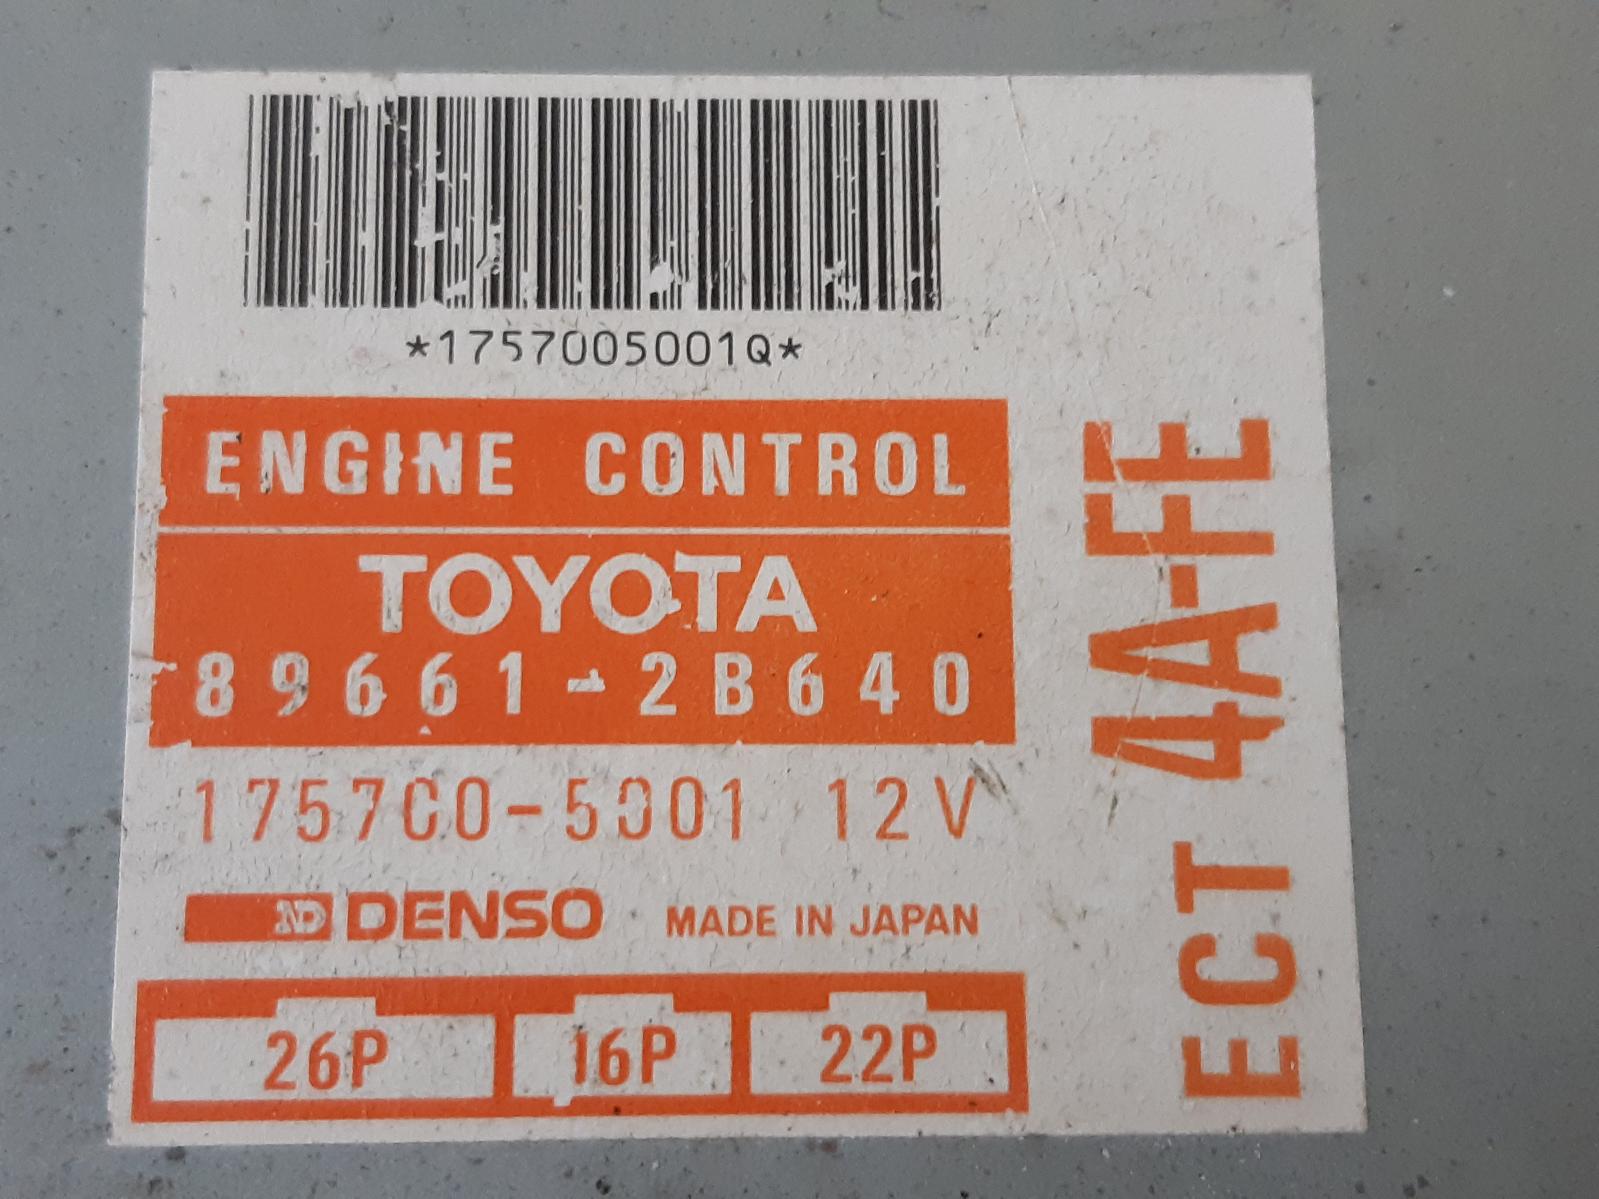 *1757005001Q*
ENGINE CONTROL
TOYOTA
89661-2B640
175700-5001 12V
ND DENSO MADE IN JAPAN
26P 16P 22P
ECT 4A-FE